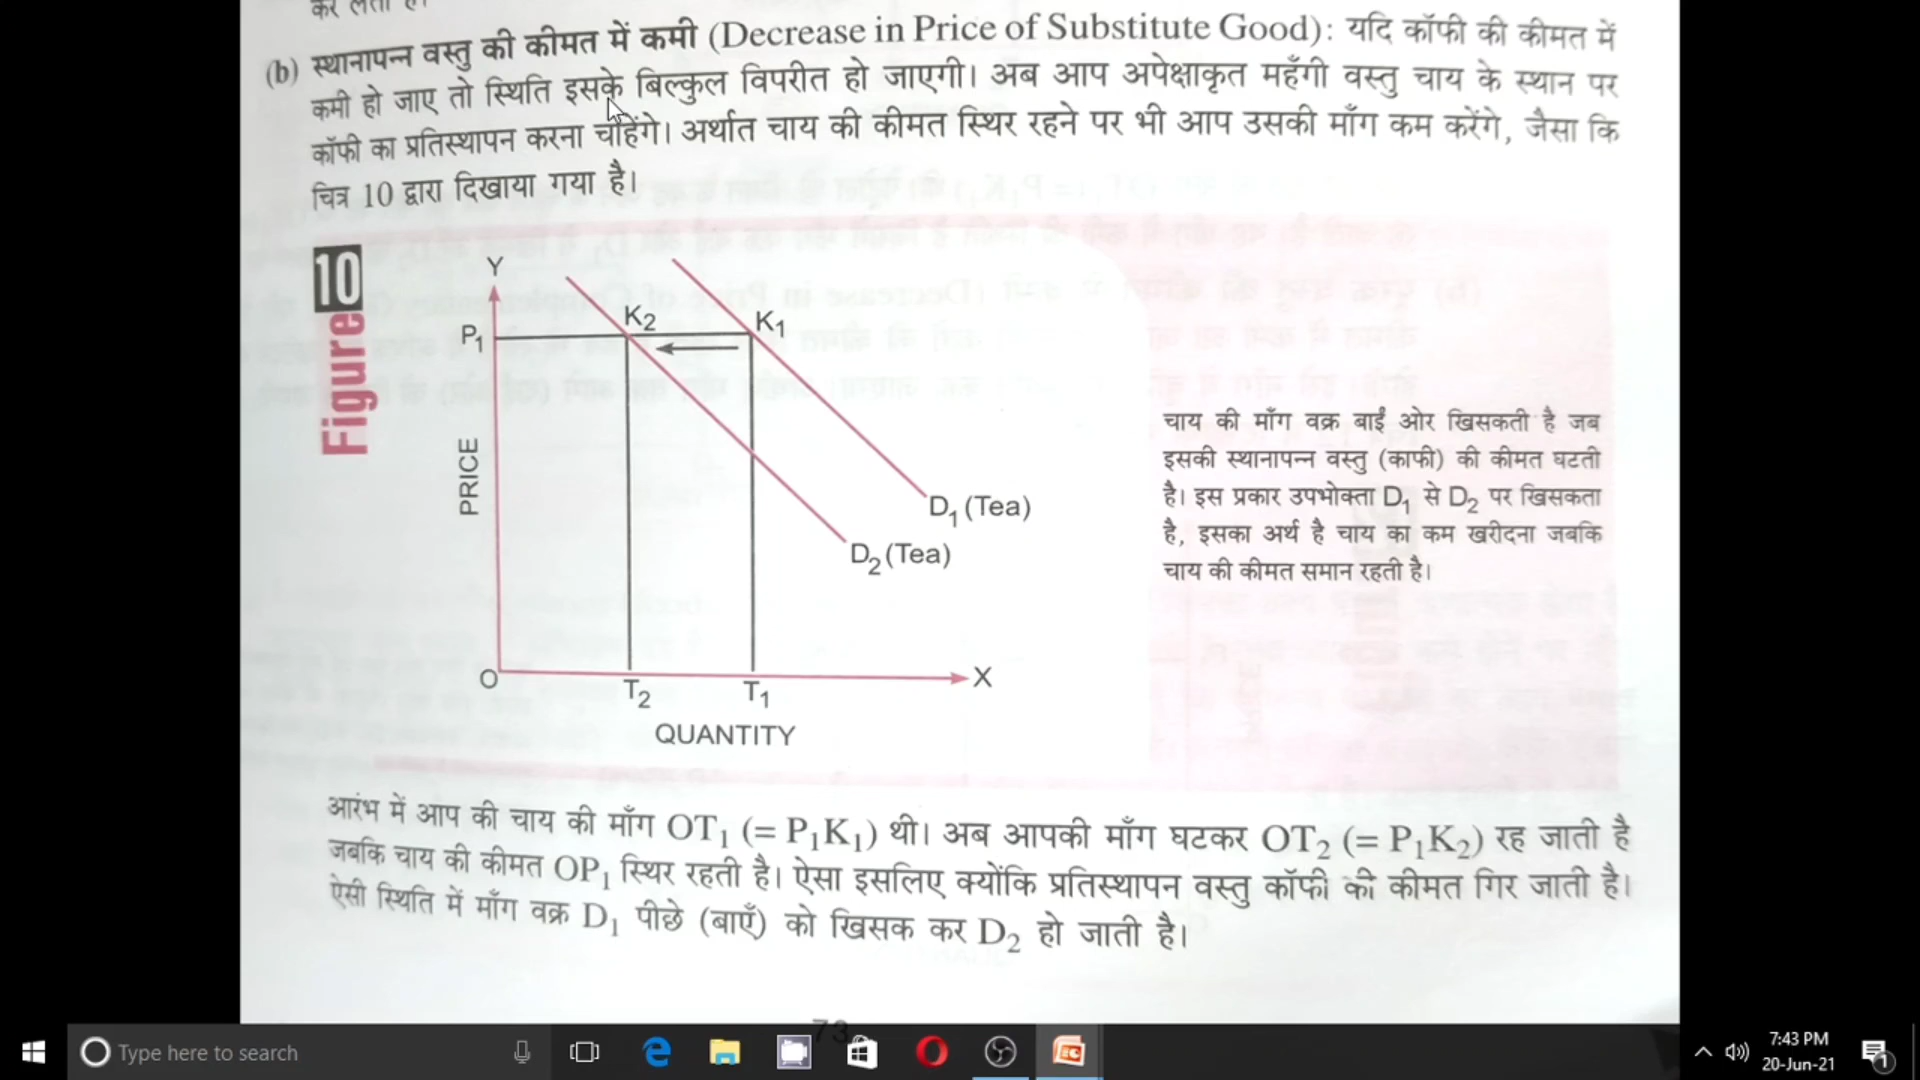 कर लेता है।
(b) स्थानापन्न वस्तु की कीमत में कमी (Decrease in Price of Substitute Good): यदि कॉफी की कीमत में
कमी हो जाए तो स्थिति इसके बिल्कुल विपरीत हो जाएगी। अब आप अपेक्षाकृत महँगी वस्तु चाय के स्थान पर
कॉफी का प्रतिस्थापन करना चाहेंगे। अर्थात चाय की कीमत स्थिर रहने पर भी आप उसकी माँग कम करेंगे, जैसा कि
चित्र 10 द्वारा दिखाया गया है।
Figure 10
Y
P₁
K₂
K₁
PRICE
D₁ (Tea)
D₂ (Tea)
O
T₂
T₁
X
QUANTITY
चाय की माँग वक्र बाईं ओर खिसकती है जब
इसकी स्थानापन्न वस्तु (काफी) की कीमत घटती
है। इस प्रकार उपभोक्ता D₁ से D₂ पर खिसकता
है, इसका अर्थ है चाय का कम खरीदना जबकि
चाय की कीमत समान रहती है।
आरंभ में आप की चाय की माँग OT₁ (= P₁K₁) थी। अब आपकी माँग घटकर OT₂ (= P₁K₂) रह जाती है
जबकि चाय की कीमत OP₁ स्थिर रहती है। ऐसा इसलिए क्योंकि प्रतिस्थापन वस्तु कॉफी की कीमत गिर जाती है।
ऐसी स्थिति में माँग वक्र D₁ पीछे (बाएँ) को खिसक कर D₂ हो जाती है।
73
Type here to search
7:43 PM
20-Jun-21
1